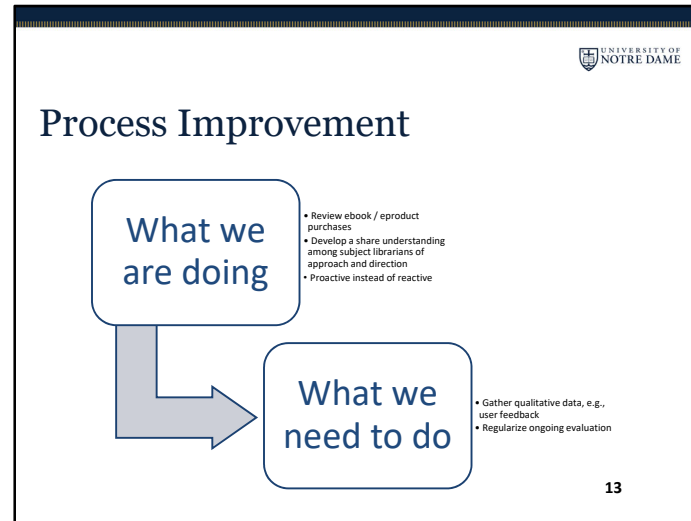 UNIVERSITY OF
NOTRE DAME
Process Improvement
What we
are doing
• Review ebook / eproduct
purchases
• Develop a share understanding
among subject librarians of
approach and direction
• Proactive instead of reactive
What we
need to do
• Gather qualitative data, e.g.,
user feedback
• Regularize ongoing evaluation
13